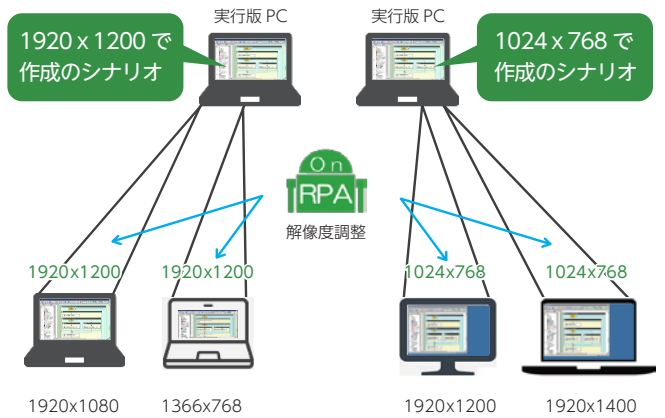 実行版 PC
実行版 PC
1920 x 1200 で
作成のシナリオ
1024 x 768 で
作成のシナリオ
On
RPA
解像度調整
1920x1200
1920x1200
1024x768
1024x768
1920x1080
1366x768
1920x1200
1920x1400